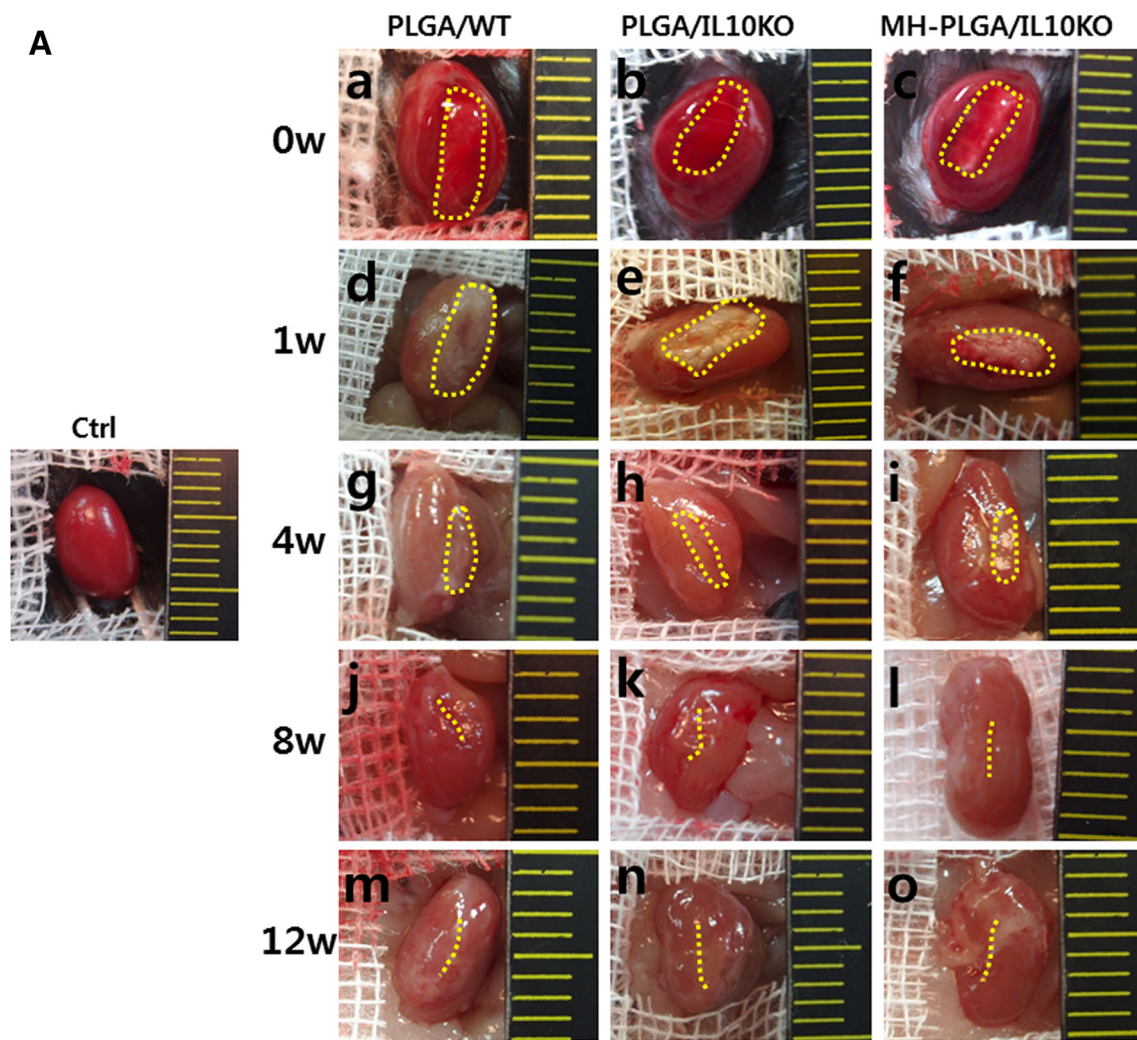 A
PLGA/WT PLGA/IL10KO MH-PLGA/IL10KO
a b c
0w
d e f
1w
Ctrl
g h i
4w
j k l
8w
m n o
12w